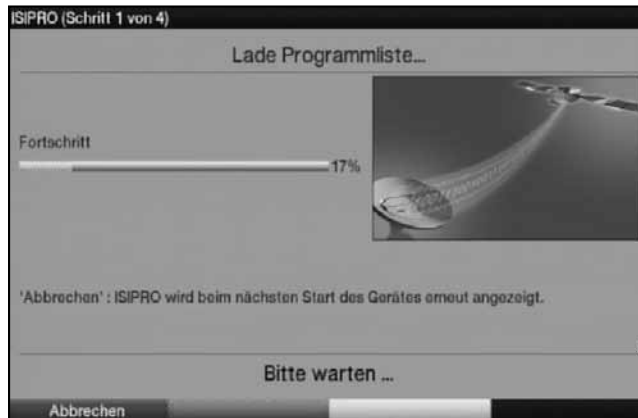 ISIPRO (Schritt 1 von 4)
Lade Programmliste...
Fortschritt
17%
'Abbrechen' : ISIPRO wird beim nächsten Start des Gerätes erneut angezeigt.
Bitte warten ...
Abbrechen